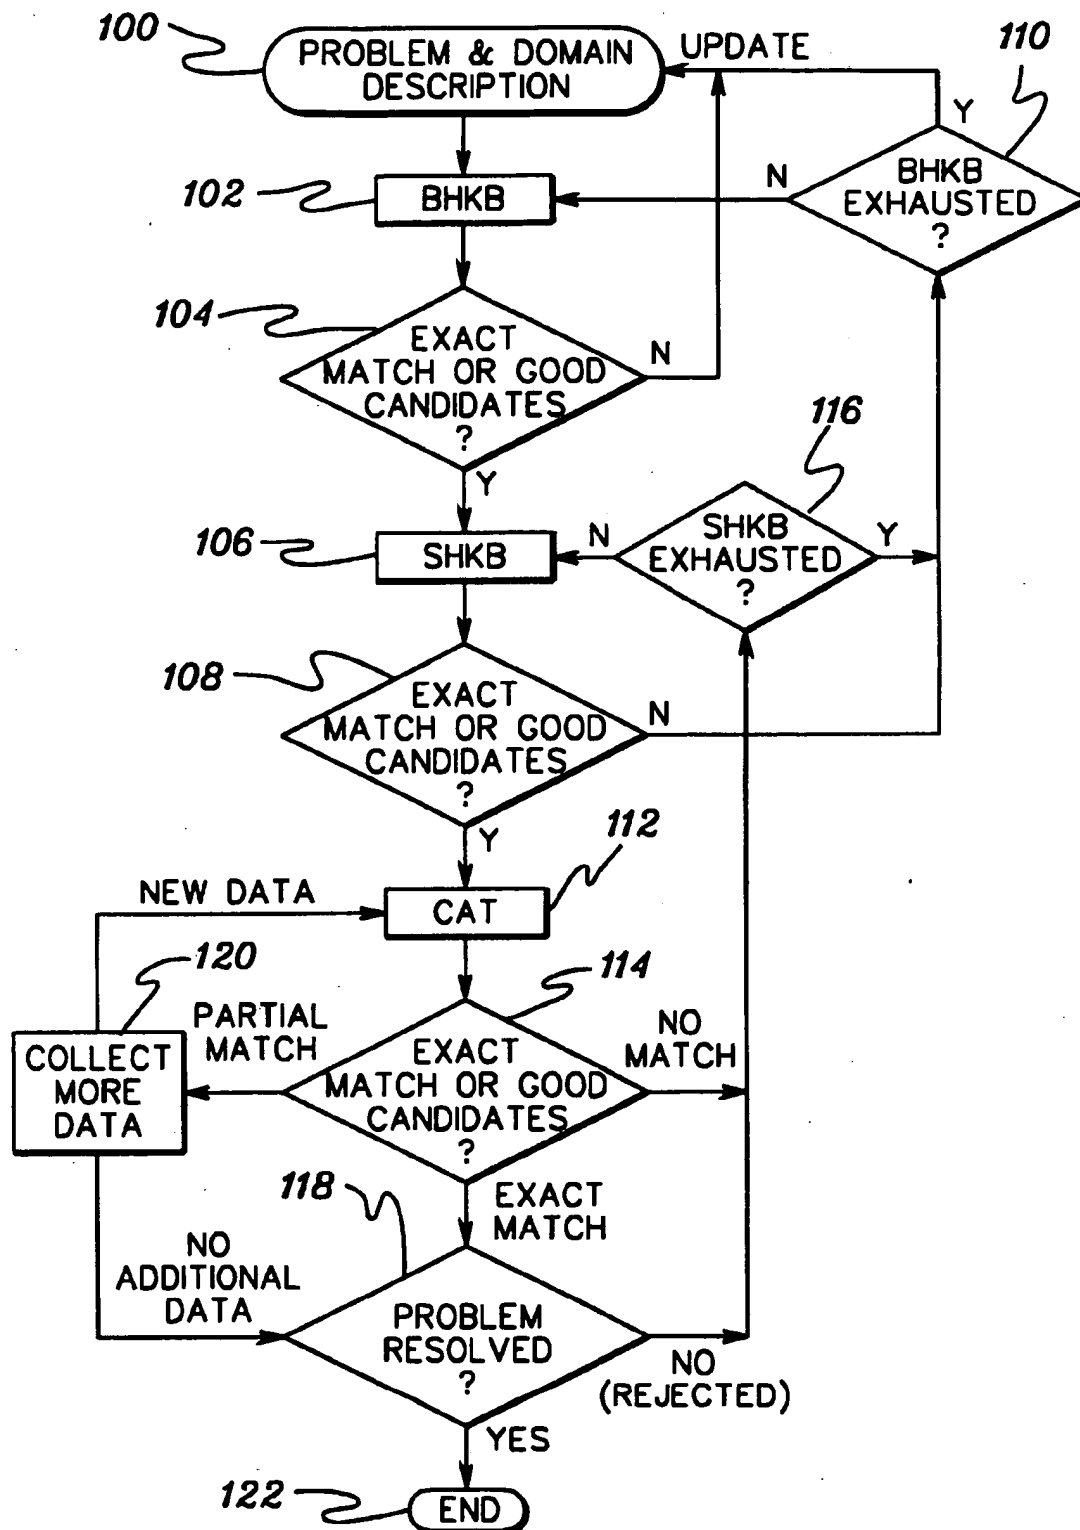 100
PROBLEM & DOMAIN
DESCRIPTION
UPDATE
110
Y
102
BHKB
N
BHKB
EXHAUSTED
?
104
EXACT
MATCH OR GOOD
CANDIDATES
?
N
Y
116
106
SHKB
N
SHKB
EXHAUSTED
?
Y
108
EXACT
MATCH OR GOOD
CANDIDATES
?
N
Y
112
NEW DATA
CAT
120
114
PARTIAL
MATCH
NO
MATCH
COLLECT
MORE
DATA
EXACT
MATCH OR GOOD
CANDIDATES
?
118
EXACT
MATCH
NO
ADDITIONAL
DATA
PROBLEM
RESOLVED
?
NO
(REJECTED)
YES
122
END